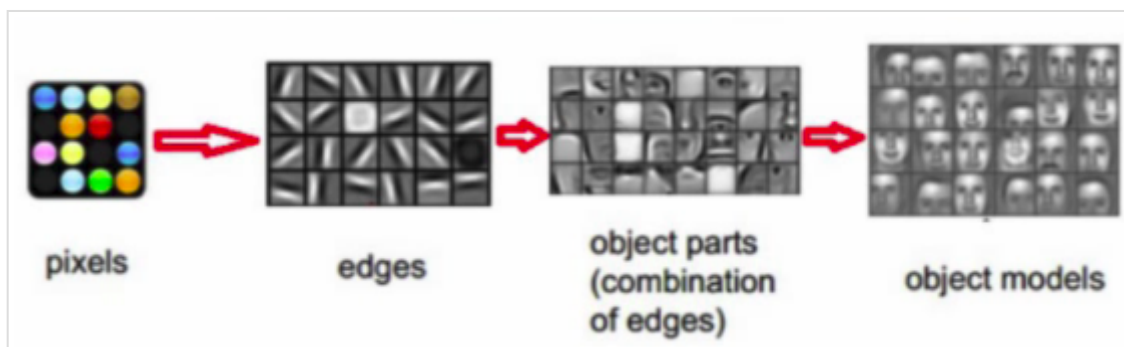 pixels
edges
object parts
(combination
of edges)
object models